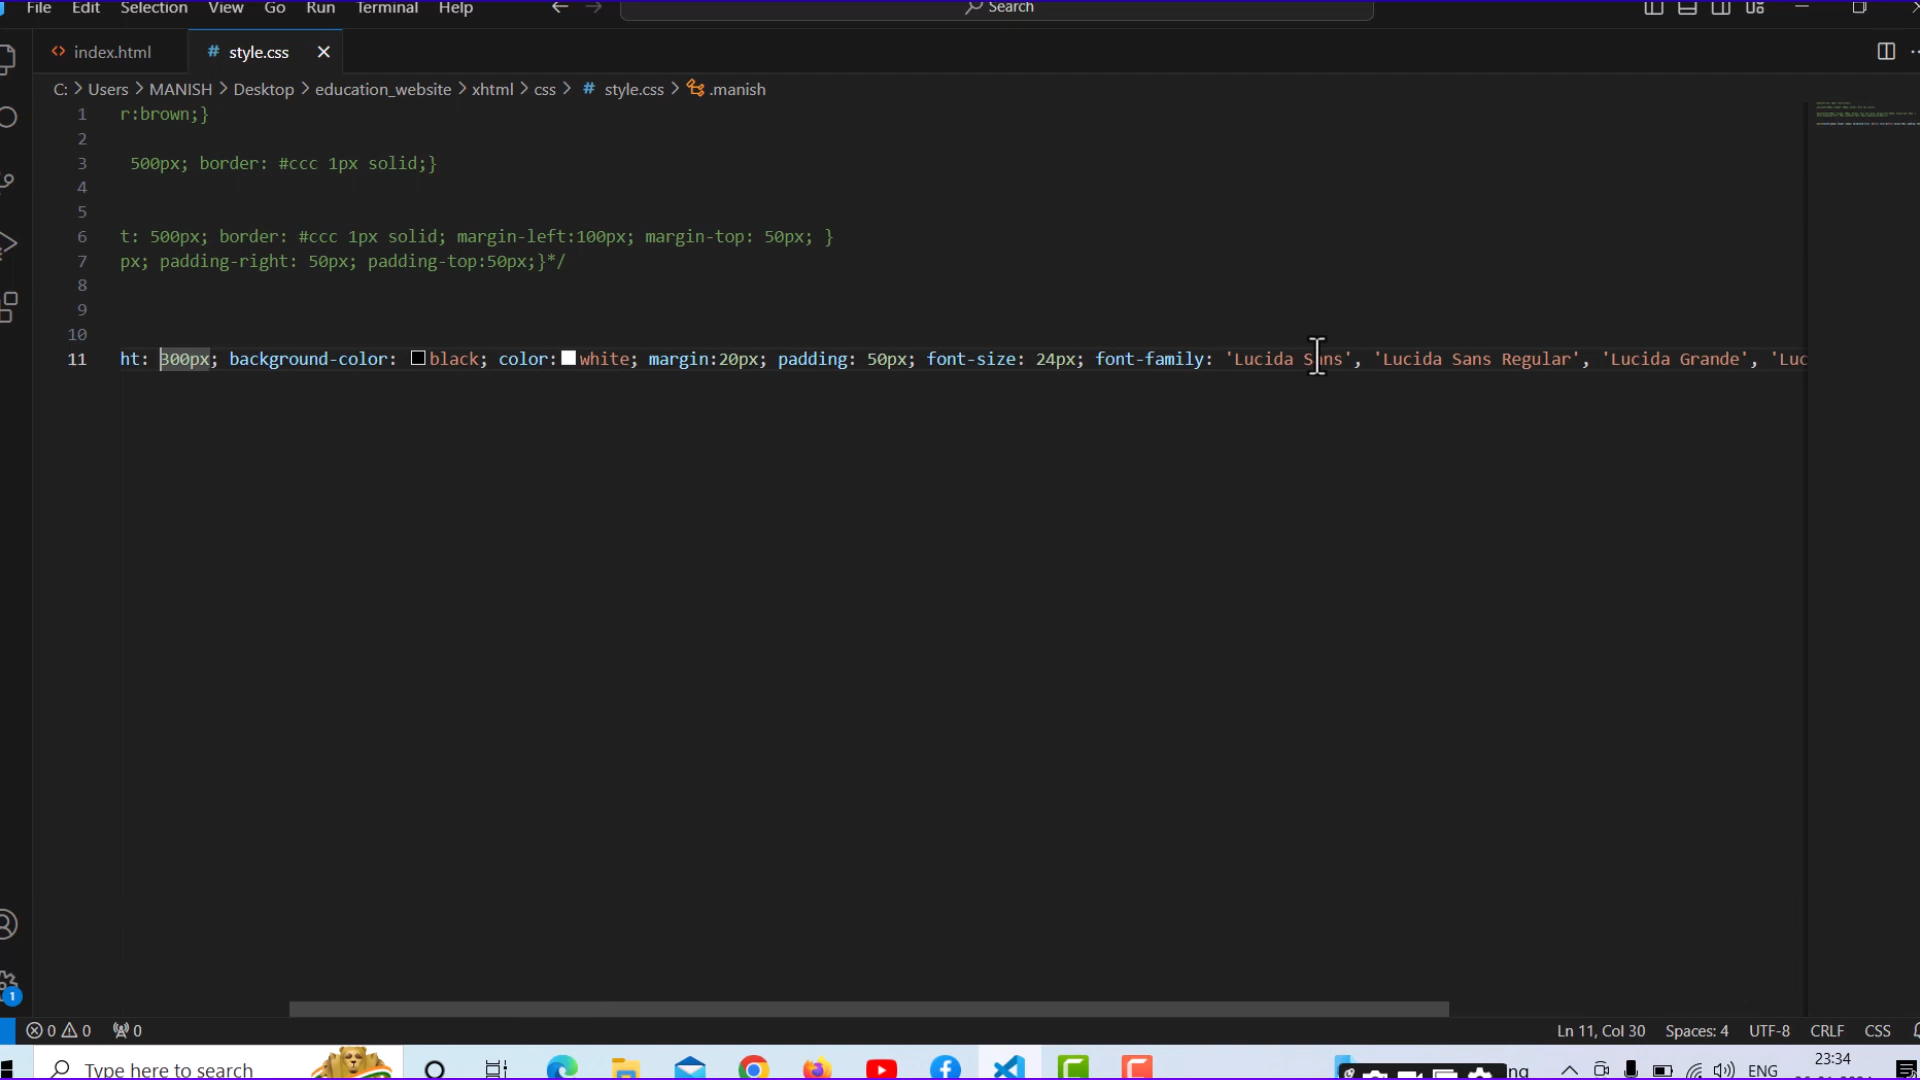 File Edit Selection View Go Run Terminal Help
Search
index.html
style.css
C: > Users > MANISH > Desktop > education_website > xhtml > css > # style.css > .manish
1 r:brown;}
2
3 500px; border: #ccc 1px solid;}
4
5
6 t: 500px; border: #ccc 1px solid; margin-left:100px; margin-top: 50px; }
7 px; padding-right: 50px; padding-top:50px;}*/
8
9
10
11 ht: 300px; background-color: black; color: white; margin:20px; padding: 50px; font-size: 24px; font-family: 'Lucida Sans', 'Lucida Sans Regular', 'Lucida Grande', 'Luc
1
0 0 0 Ln 11, Col 30 Spaces: 4 UTF-8 CRLF CSS
Type here to search
ng
ENG
23:34